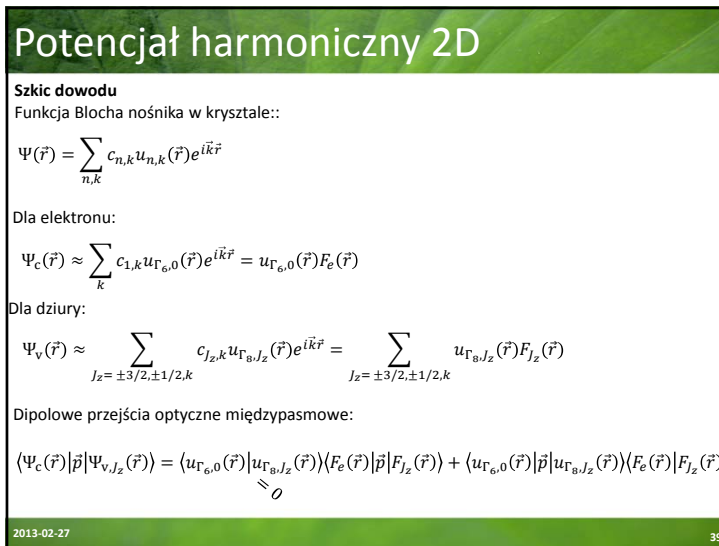 Potencjał harmoniczny 2D
Szkic dowodu
Funkcja Blocha nośnika w krysztale::
Ψ(r⃗) = ∑_{n,k} c_{n,k} u_{n,k}(r⃗) e^{ik⃗r⃗}
Dla elektronu:
Ψ_c(r⃗) ≈ ∑_{k} c_{1,k} u_{Γ₆,0}(r⃗) e^{ik⃗r⃗} = u_{Γ₆,0}(r⃗) F_e(r⃗)
Dla dziury:
Ψ_v(r⃗) ≈ ∑_{J_z= ±3/2,±1/2,k} c_{J_z,k} u_{Γ₈,J_z}(r⃗) e^{ik⃗r⃗} = ∑_{J_z= ±3/2,±1/2} u_{Γ₈,J_z}(r⃗) F_{J_z}(r⃗)
Dipolowe przejścia optyczne międzypasmowe:
⟨Ψ_c(r⃗)|p⃗|Ψ_{v,J_z}(r⃗)⟩ = ⟨u_{Γ₆,0}(r⃗)|u_{Γ₈,J_z}(r⃗)⟩⟨F_e(r⃗)|p⃗|F_{J_z}(r⃗)⟩ + ⟨u_{Γ₆,0}(r⃗)|p⃗|u_{Γ₈,J_z}(r⃗)⟩⟨F_e(r⃗)|F_{J_z}(r⃗)⟩
= 0
2013-02-27
39